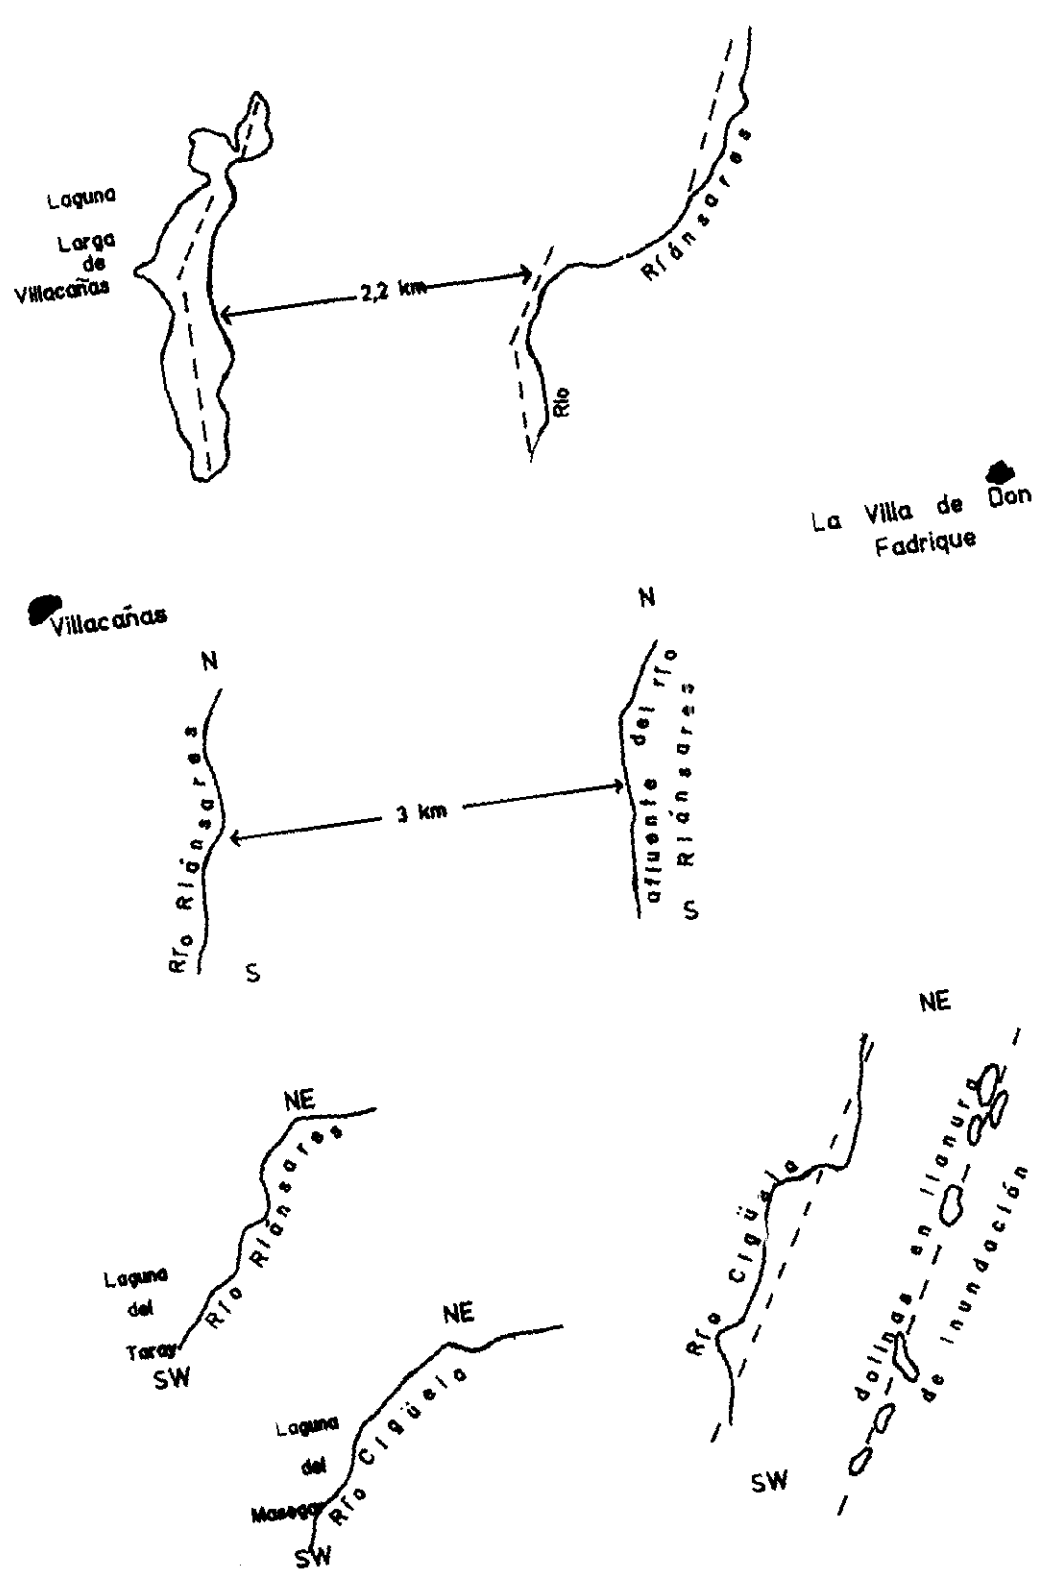 Laguna
Larga
de
Villacañas
2,2 km
Riánsares
Río
La Villa de Don
Fadrique
Villacañas
N
Río Riánsares
S
3 km
N
afluente del río
Riánsares
S
NE
Río Riánsares
Laguna
del
Taray
SW
NE
Río Cigüela
Laguna
del
Masegar
SW
NE
Río Cigüela
dolinas en llanura
de inundación
SW